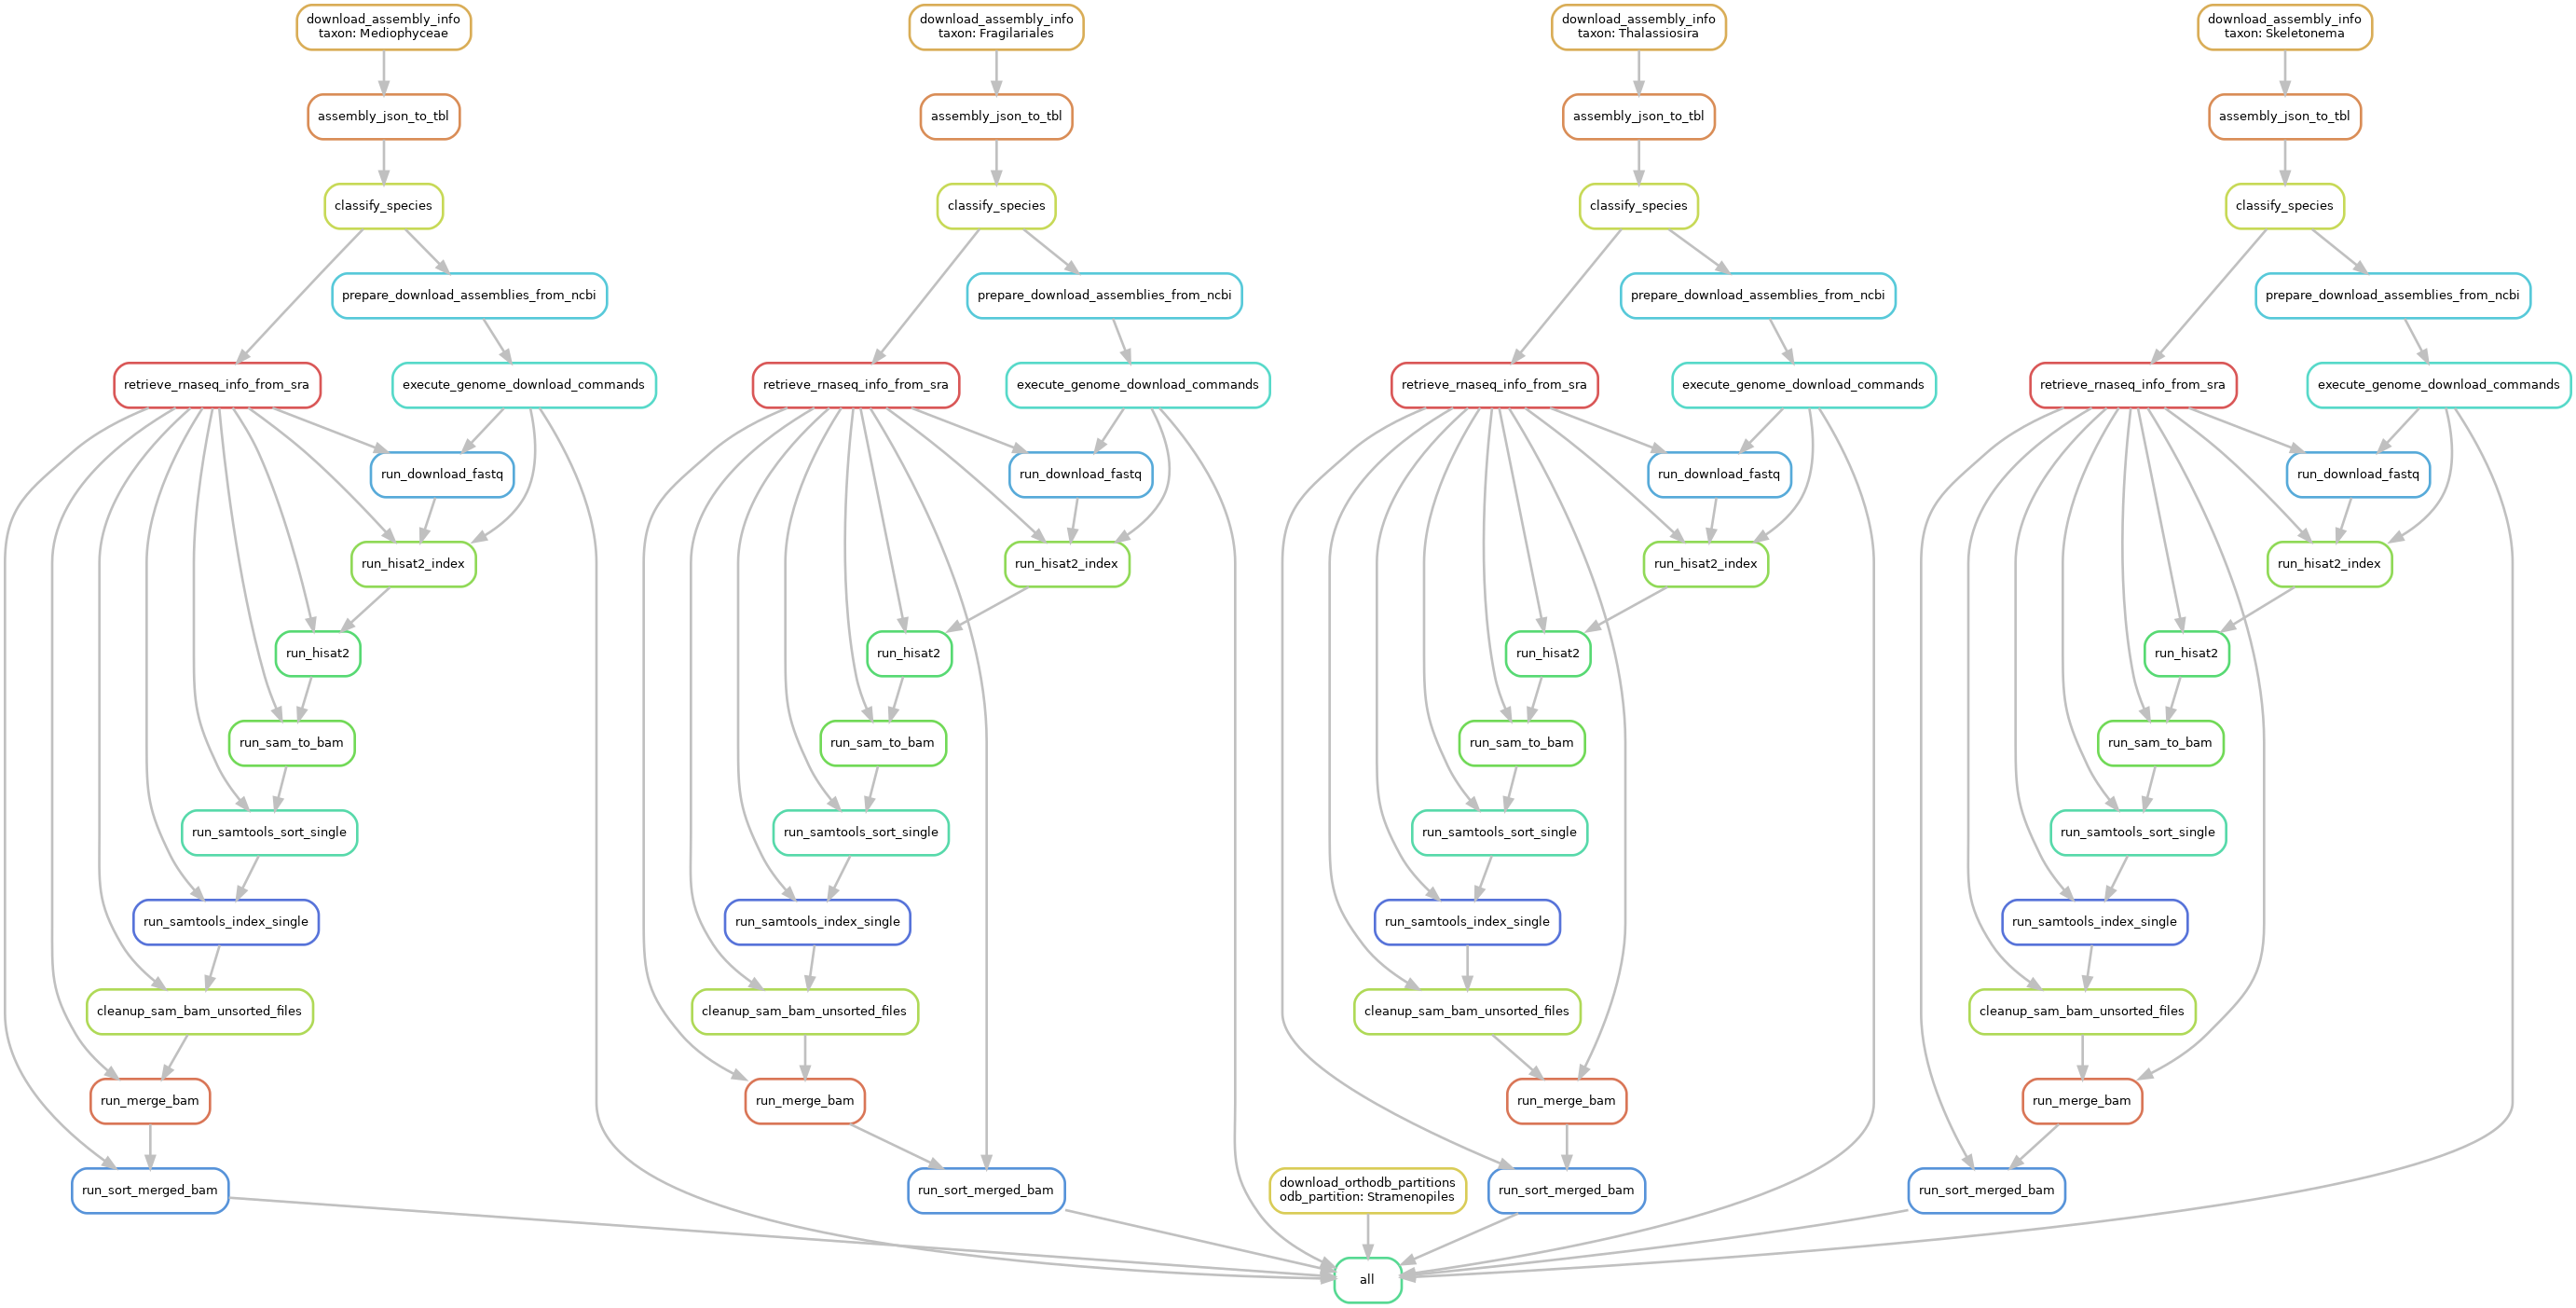 download_assembly_info
taxon: Mediophyceae
download_assembly_info
taxon: Fragilariales
download_assembly_info
taxon: Thalassiosira
download_assembly_info
taxon: Skeletonema
assembly_json_to_tbl
assembly_json_to_tbl
assembly_json_to_tbl
assembly_json_to_tbl
classify_species
classify_species
classify_species
classify_species
prepare_download_assemblies_from_ncbi
prepare_download_assemblies_from_ncbi
prepare_download_assemblies_from_ncbi
prepare_download_assemblies_from_ncbi
retrieve_rnaseq_info_from_sra
execute_genome_download_commands
retrieve_rnaseq_info_from_sra
execute_genome_download_commands
retrieve_rnaseq_info_from_sra
execute_genome_download_commands
retrieve_rnaseq_info_from_sra
execute_genome_download_commands
run_download_fastq
run_download_fastq
run_download_fastq
run_download_fastq
run_hisat2_index
run_hisat2_index
run_hisat2_index
run_hisat2_index
run_hisat2
run_hisat2
run_hisat2
run_hisat2
run_sam_to_bam
run_sam_to_bam
run_sam_to_bam
run_sam_to_bam
run_samtools_sort_single
run_samtools_sort_single
run_samtools_sort_single
run_samtools_sort_single
run_samtools_index_single
run_samtools_index_single
run_samtools_index_single
run_samtools_index_single
cleanup_sam_bam_unsorted_files
cleanup_sam_bam_unsorted_files
cleanup_sam_bam_unsorted_files
cleanup_sam_bam_unsorted_files
run_merge_bam
run_merge_bam
run_merge_bam
run_merge_bam
run_sort_merged_bam
run_sort_merged_bam
download_orthodb_partitions
odb_partition: Stramenopiles
run_sort_merged_bam
run_sort_merged_bam
all